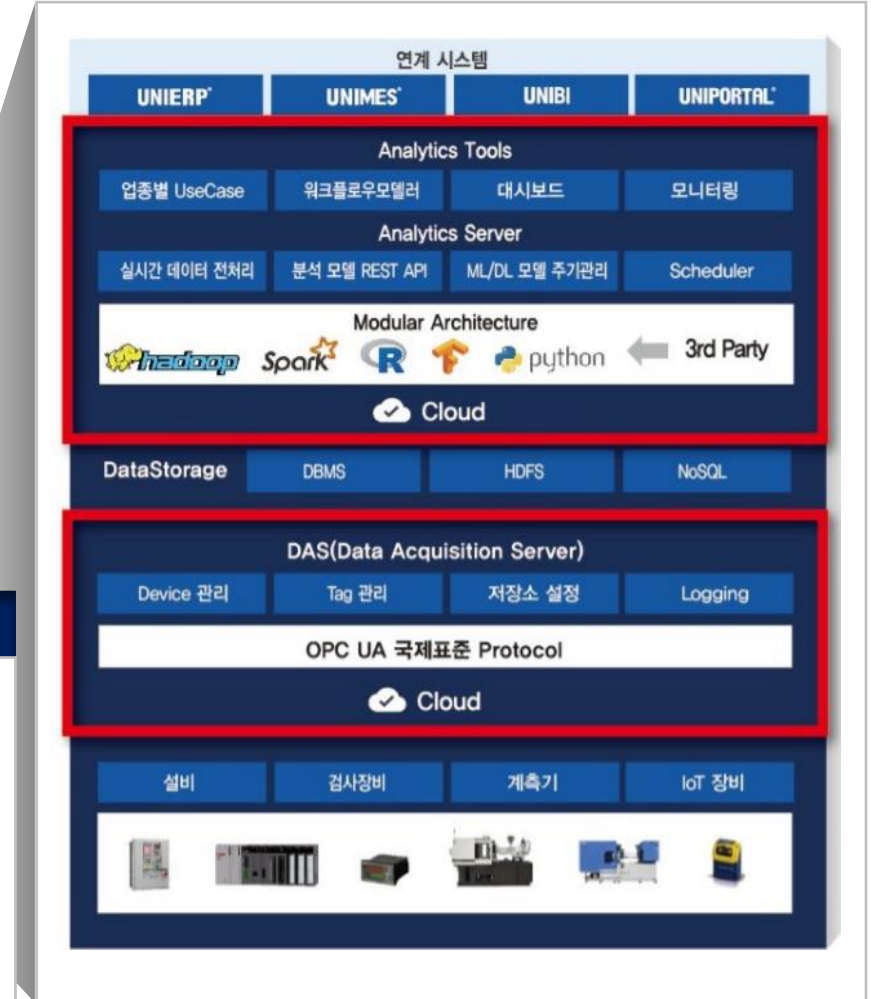 연계 시스템
UNIERP UNIMES UNIBI UNIPORTAL
Analytics Tools
업종별 UseCase 워크플로우모델러 대시보드 모니터링
Analytics Server
실시간 데이터 전처리 분석 모델 REST API ML/DL 모델 주기관리 Scheduler
Modular Architecture
hadoop Spark R python 3rd Party
Cloud
DataStorage DBMS HDFS NoSQL
DAS(Data Acquisition Server)
Device 관리 Tag 관리 저장소 설정 Logging
OPC UA 국제표준 Protocol
Cloud
설비 검사장비 계측기 IoT 장비